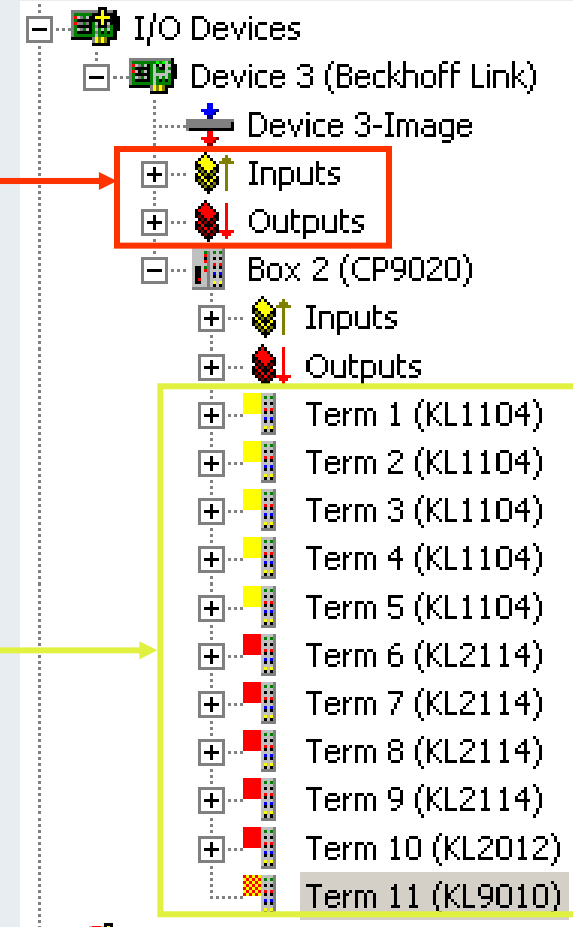 I/O Devices
Device 3 (Beckhoff Link)
Device 3-Image
Inputs
Outputs
Box 2 (CP9020)
Inputs
Outputs
Term 1 (KL1104)
Term 2 (KL1104)
Term 3 (KL1104)
Term 4 (KL1104)
Term 5 (KL1104)
Term 6 (KL2114)
Term 7 (KL2114)
Term 8 (KL2114)
Term 9 (KL2114)
Term 10 (KL2012)
Term 11 (KL9010)